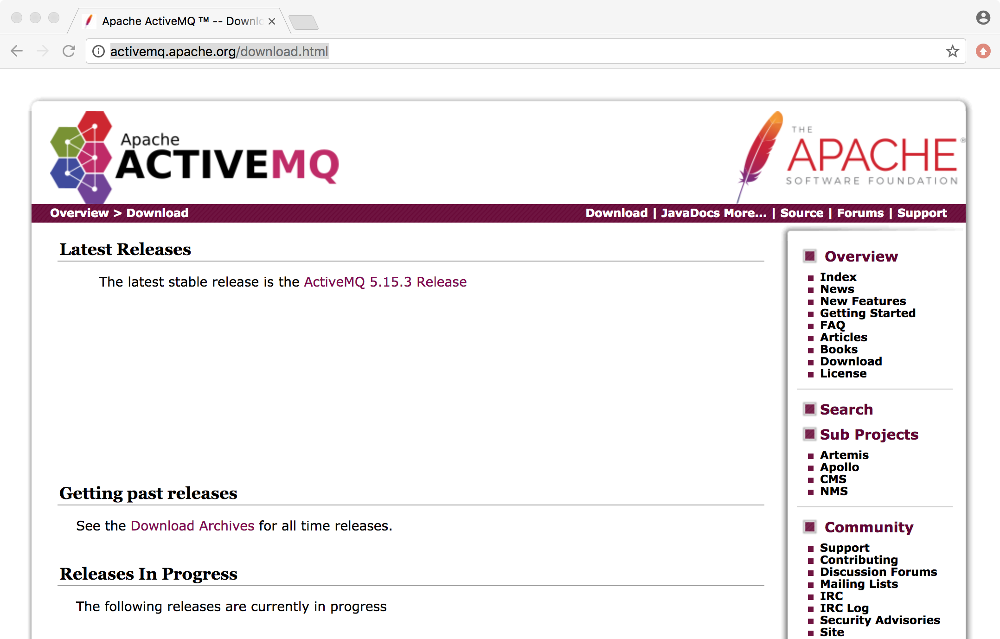 Apache ActiveMQ ™ -- Downlo
activemq.apache.org/download.html
Apache
ACTIVEMQ
THE
APACHE®
SOFTWARE FOUNDATION
Overview > Download
Download | JavaDocs More... | Source | Forums | Support
Latest Releases
The latest stable release is the ActiveMQ 5.15.3 Release
Getting past releases
See the Download Archives for all time releases.
Releases In Progress
The following releases are currently in progress
Overview
Index
News
New Features
Getting Started
FAQ
Articles
Books
Download
License
Search
Sub Projects
Artemis
Apollo
CMS
NMS
Community
Support
Contributing
Discussion Forums
Mailing Lists
IRC
IRC Log
Security Advisories
Site